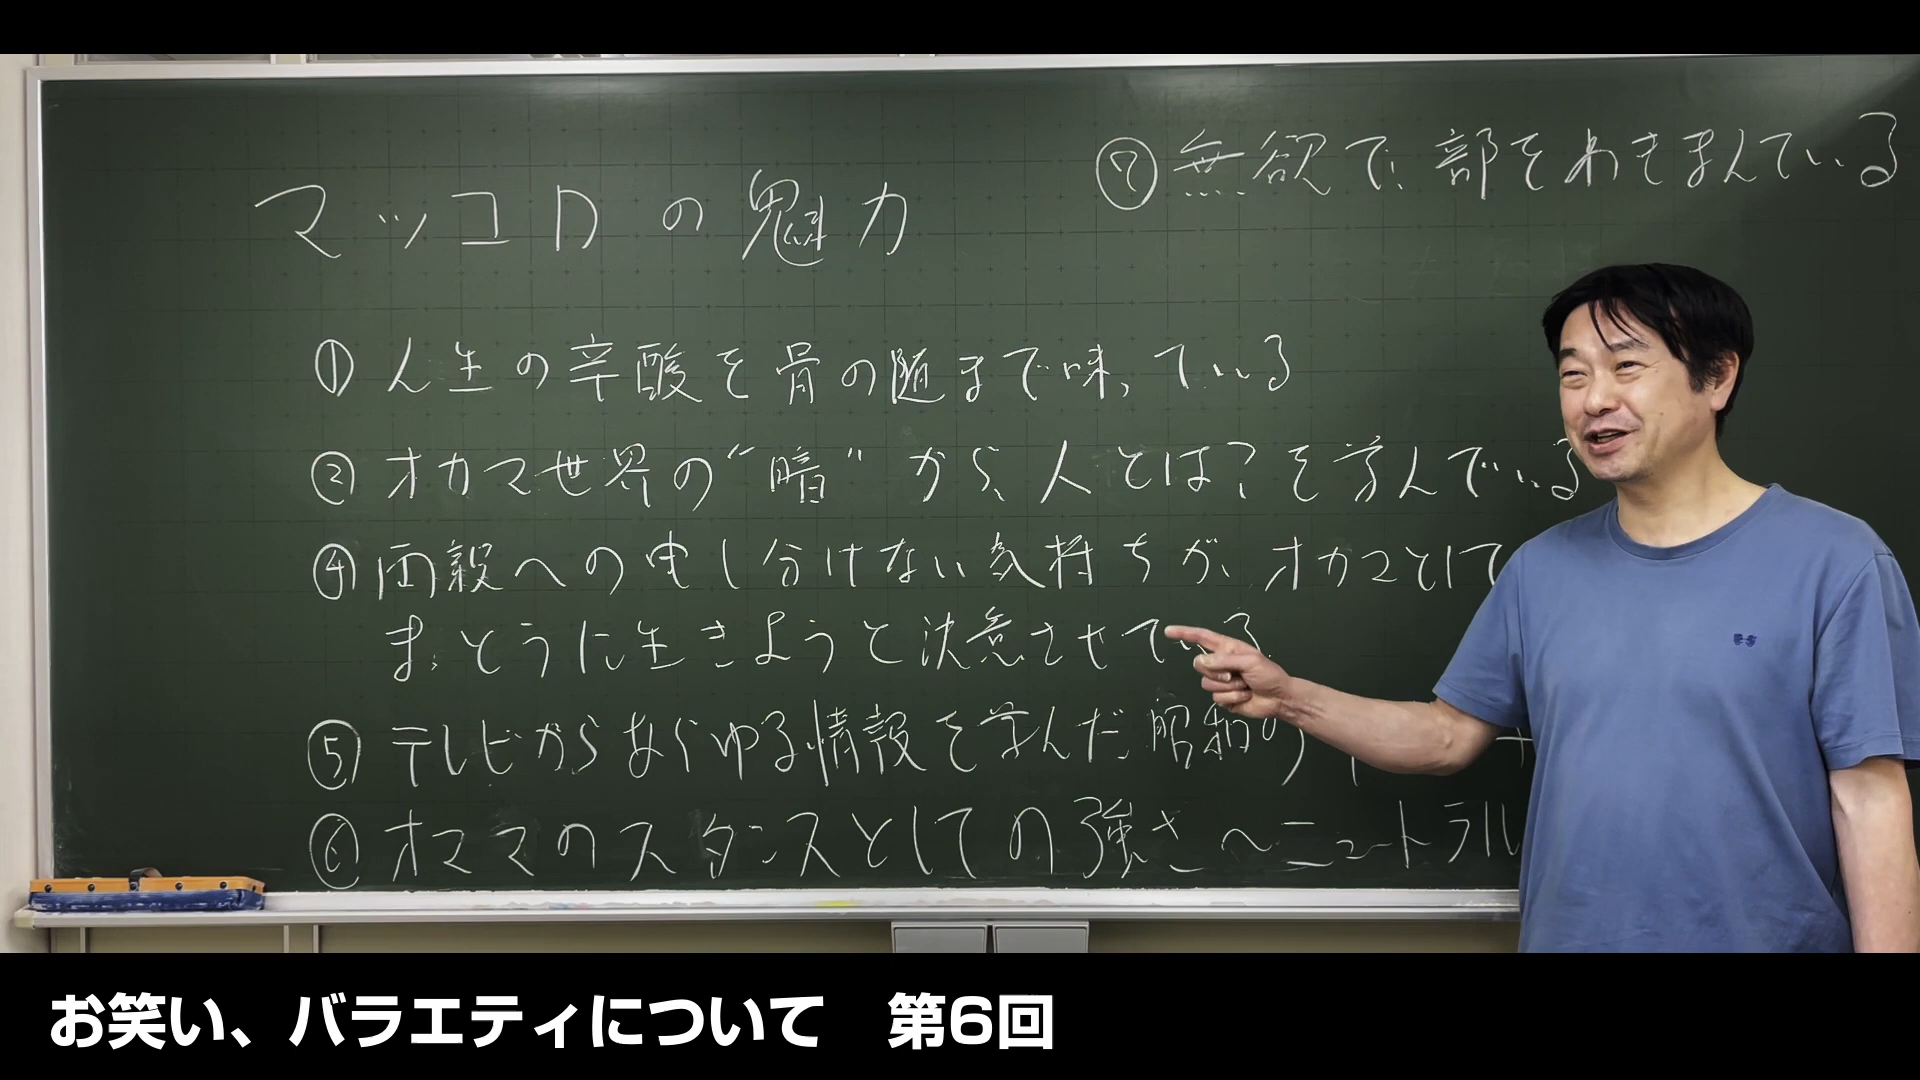 マッコDの魅力
⑦無欲で、部をわきまえている
①人生の辛酸を骨の随まで味っている
②オカマ世界の“暗”から、人とは?を学んでいる
④両親への申し分けない気持ちが、オカマとして
まっとうに生きようと決意させている
⑤テレビからあらゆる情報を学んだ昭和の
⑥オママのスタンスとしての強さ〜ニュートラル
お笑い、バラエティについて 第6回